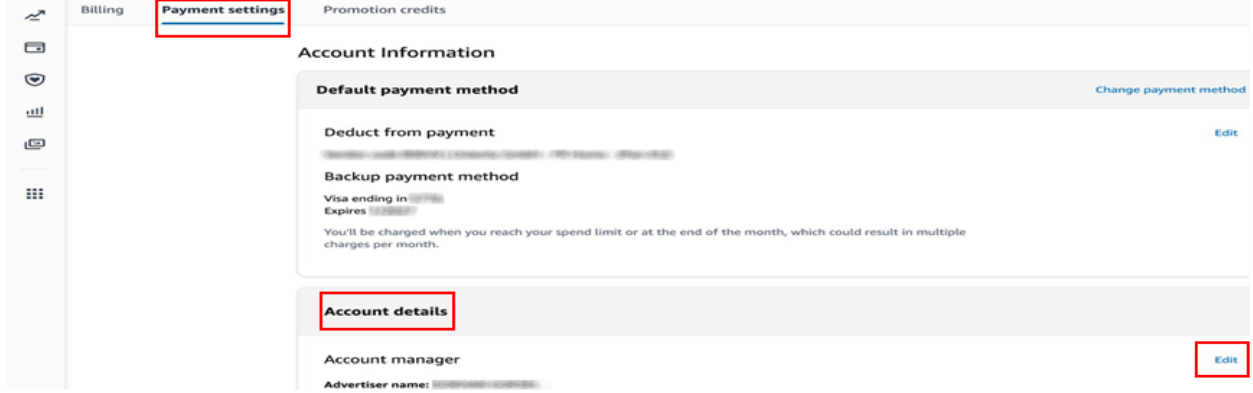 Billing Payment settings Promotion credits
Account Information
Default payment method Change payment method
Deduct from payment Edit
Backup payment method
Visa ending in
Expires
You'll be charged when you reach your spend limit or at the end of the month, which could result in multiple
charges per month.
Account details
Account manager Edit
Advertiser name: